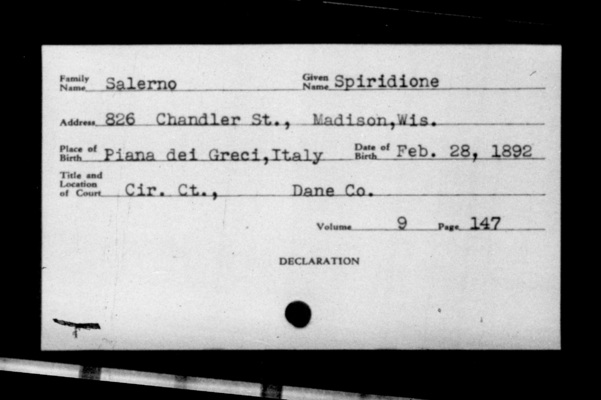 Family Name Salerno Given Name Spiridione
Address 826 Chandler St., Madison,Wis.
Place of Birth Piana dei Greci,Italy Date of Birth Feb. 28, 1892
Title and Location of Court Cir. Ct., Dane Co.
Volume 9 Page 147
DECLARATION